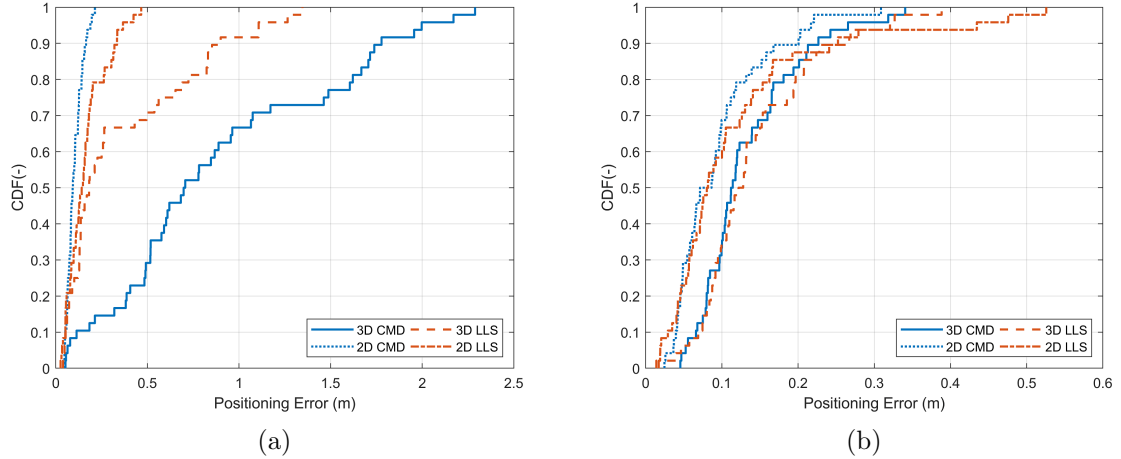 1
0.9
0.8
0.7
0.6
0.5
0.4
0.3
0.2
0.1
0
CDF(-)
0 0.5 1 1.5 2 2.5
Positioning Error (m)
3D CMD 3D LLS
2D CMD 2D LLS
(a)
1
0.9
0.8
0.7
0.6
0.5
0.4
0.3
0.2
0.1
0
CDF(-)
0 0.1 0.2 0.3 0.4 0.5 0.6
Positioning Error (m)
3D CMD 3D LLS
2D CMD 2D LLS
(b)